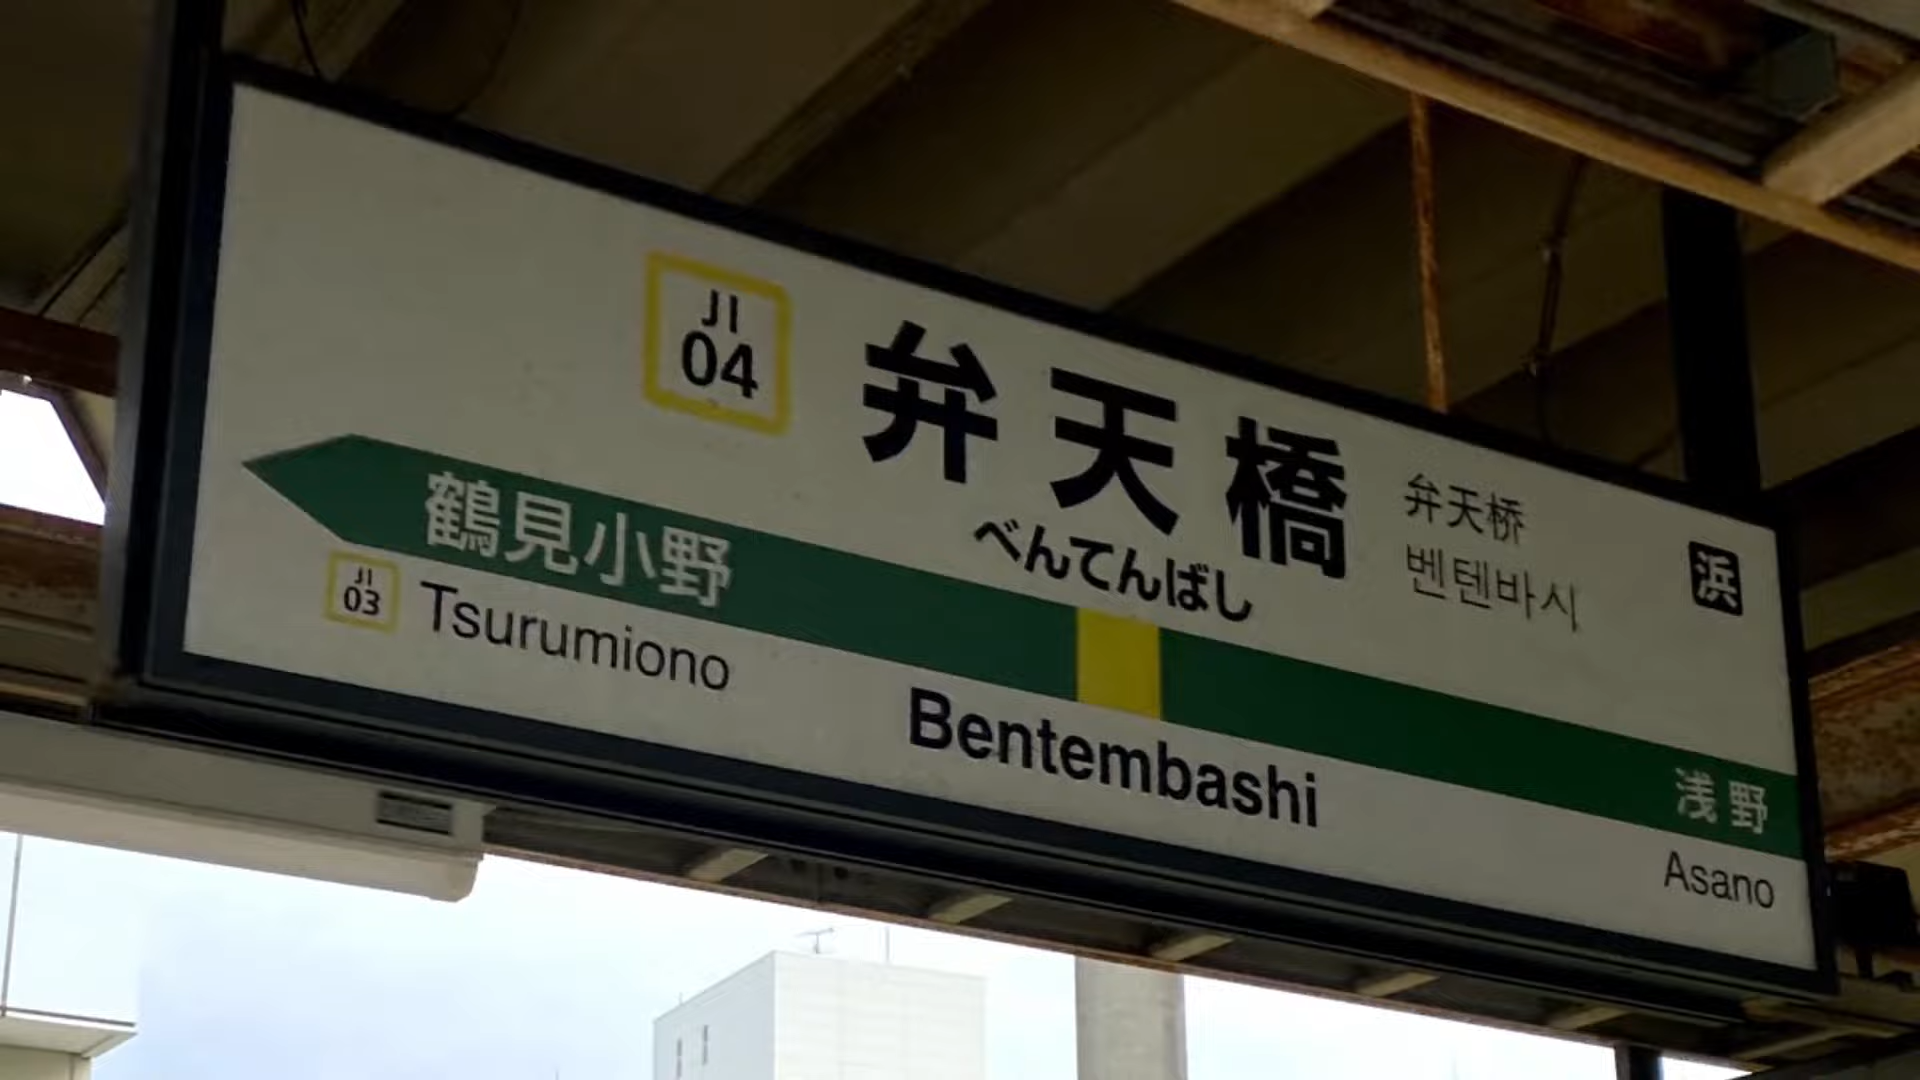 JI
04
弁天橋
べんてんばし
弁天桥
벤텐바시
浜
鶴見小野
浅野
JI
03
Tsurumiono
Bentembashi
Asano